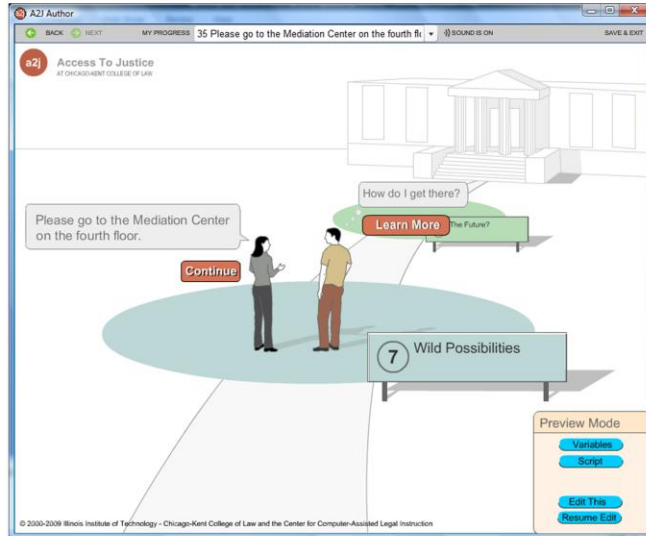 A2J Author
BACK NEXT MY PROGRESS 35 Please go to the Mediation Center on the fourth fl SOUND IS ON SAVE & EXIT
a2j Access To Justice
AT CHICAGO-KENT COLLEGE OF LAW
How do I get there?
Please go to the Mediation Center
on the fourth floor.
Learn More
The Future?
Continue
7 Wild Possibilities
Preview Mode
Variables
Script
Edit This
Resume Edit
© 2000-2009 Illinois Institute of Technology - Chicago-Kent College of Law and the Center for Computer-Assisted Legal Instruction